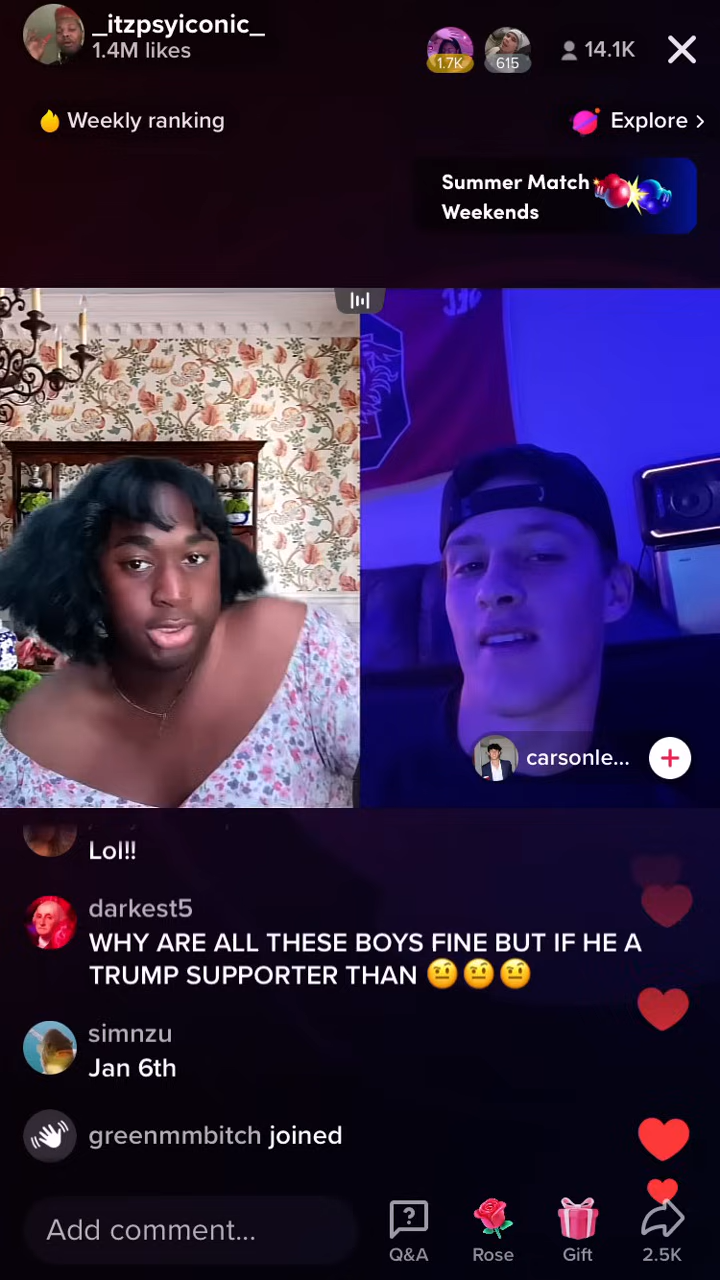 _itzpsyiconic_
1.4M likes
1.7K
615
14.1K
Weekly ranking
Explore
Summer Match
Weekends
carsonle...
Lol!!
darkest5
WHY ARE ALL THESE BOYS FINE BUT IF HE A
TRUMP SUPPORTER THAN 🤨🤨🤨
simnzu
Jan 6th
greenmmbitch joined
Add comment...
Q&A
Rose
Gift
2.5K